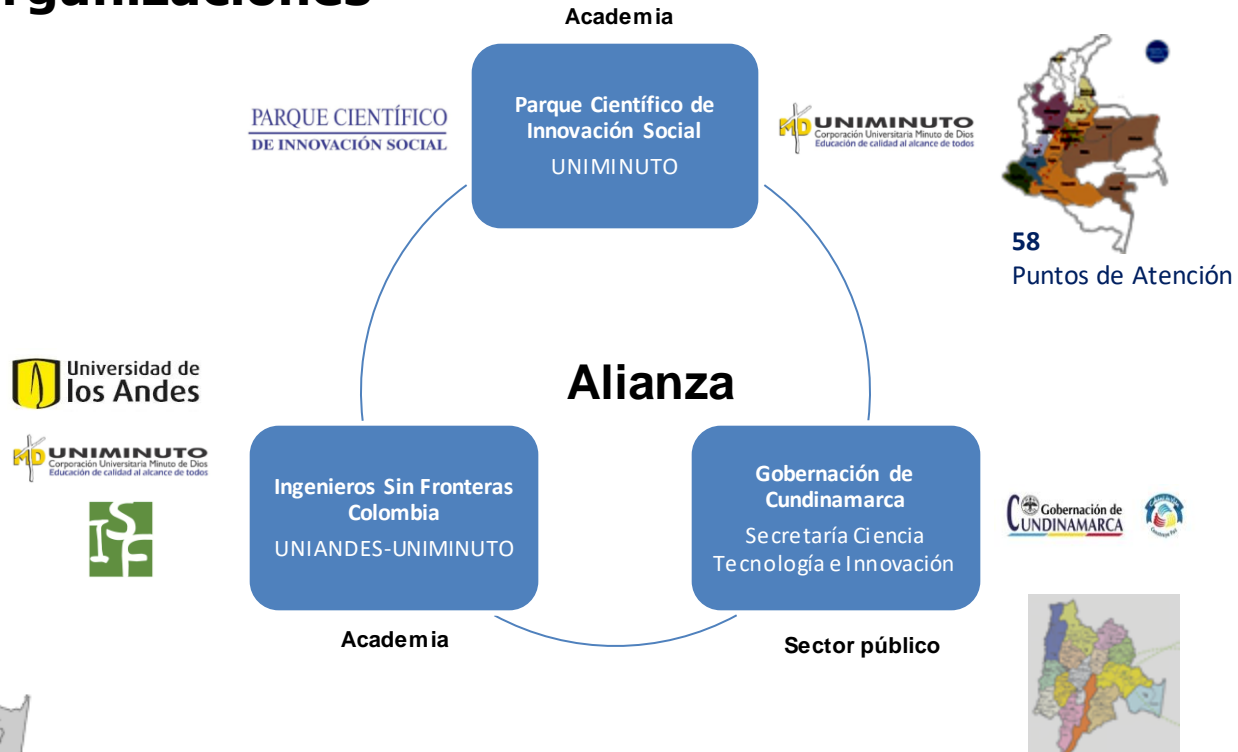 rganizaciones
Academia
PARQUE CIENTÍFICO
DE INNOVACIÓN SOCIAL
Parque Científico de
Innovación Social
UNIMINUTO
UNIMINUTO
Corporación Universitaria Minuto de Dios
Educación de calidad al alcance de todos
58
Puntos de Atención
Universidad de
los Andes
UNIMINUTO
Corporación Universitaria Minuto de Dios
Educación de calidad al alcance de todos
ISF
Alianza
Ingenieros Sin Fronteras
Colombia
UNIANDES-UNIMINUTO
Academia
Gobernación de
Cundinamarca
Secretaría Ciencia
Tecnología e Innovación
Sector público
Gobernación de
CUNDINAMARCA